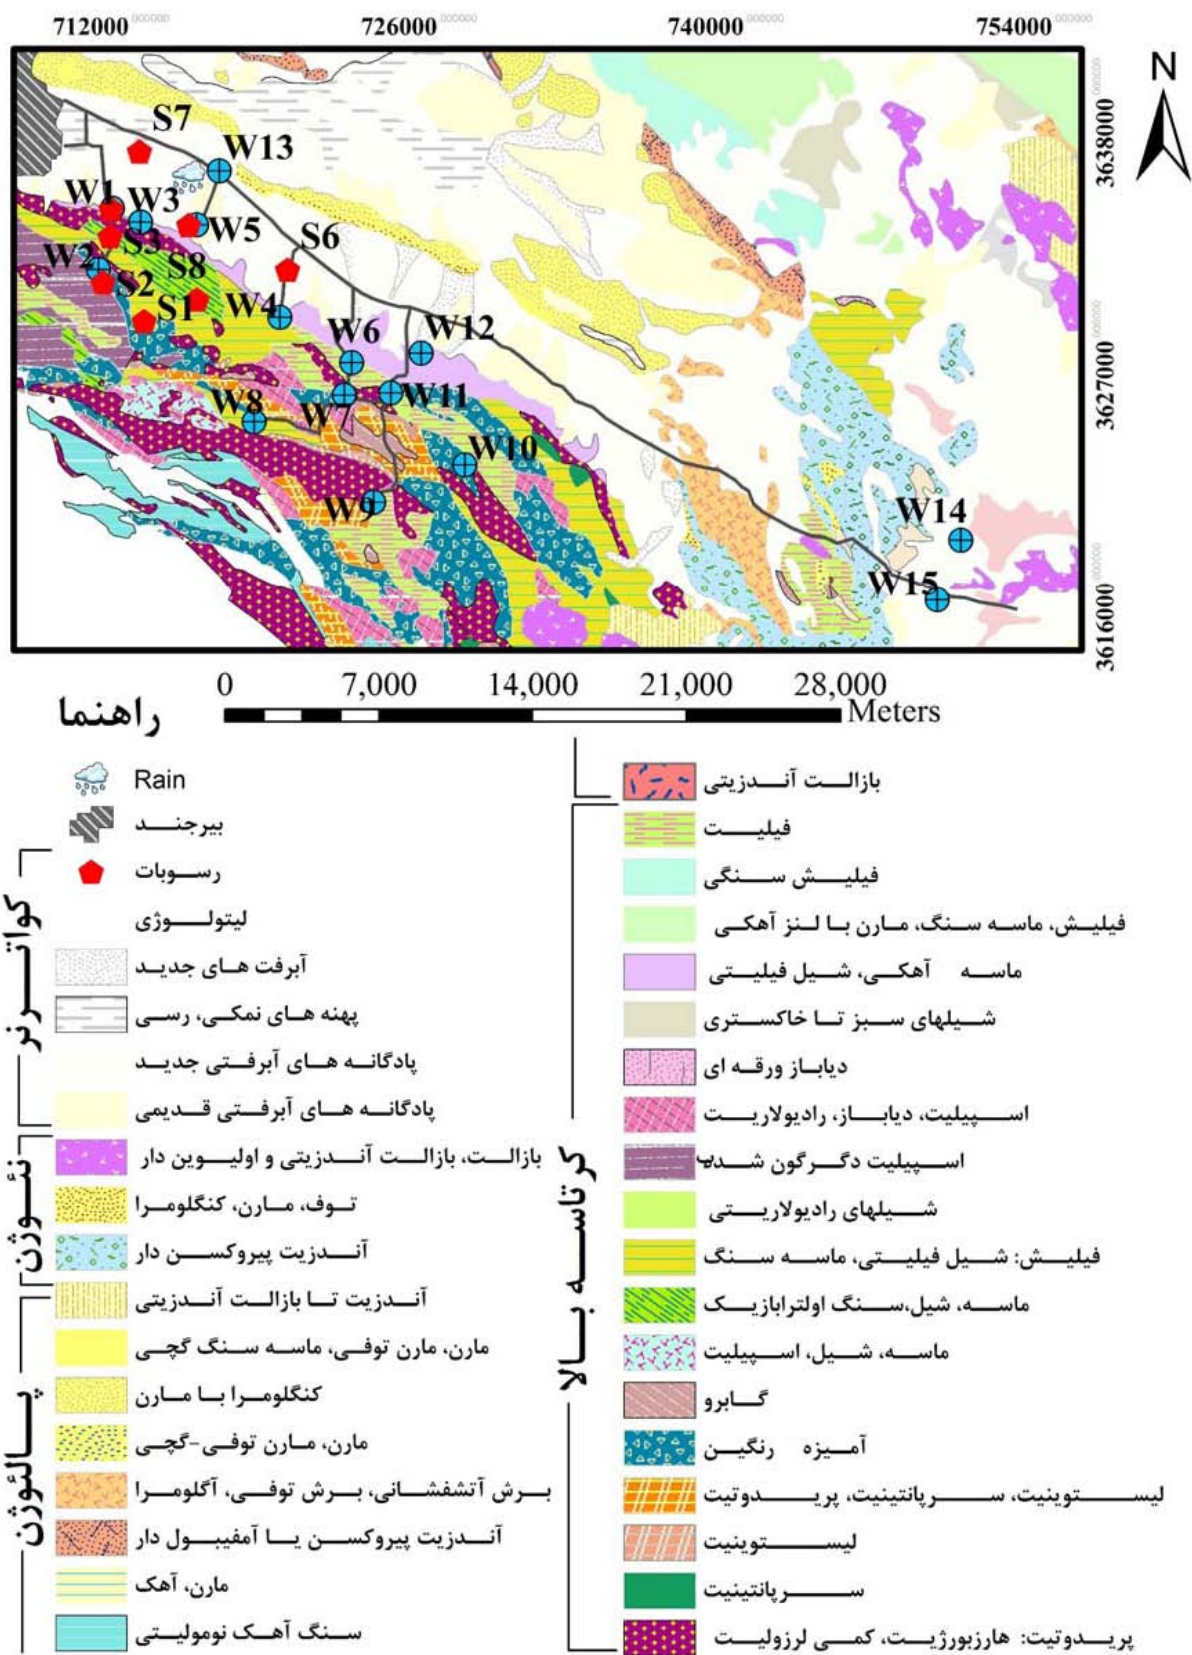 712000 000000 726000 000000 740000 000000 754000 000000
N
3638000 000000
3627000 000000
3616000 000000
S7
W13
W1
W3
W5
S3
S6
W2
S8
S2
W4
S1
W6
W12
W8
W7
W11
W10
W9
W14
W15
0 7,000 14,000 21,000 28,000
Meters
راهنما
Rain
بیرجند
رسوبات
لیتولوژی
کواترنر
آبرفت های جدید
پهنه های نمکی، رسی
پادگانه های آبرفتی جدید
پادگانه های آبرفتی قدیمی
نئوژن
بازالت، بازالت آندزیتی و اولیوین دار
توف، مارن، کنگلومرا
آندزیت پیروکسن دار
پالئوژن
آندزیت تا بازالت آندزیتی
مارن، مارن توفی، ماسه سنگ گچی
کنگلومرا با مارن
مارن، مارن توفی-گچی
برش آتشفشانی، برش توفی، آگلومرا
آندزیت پیروکسن یا آمفیبول دار
مارن، آهک
سنگ آهک نومولیتی
بازالت آندزیتی
کرتاسه بالا
فیلیت
فیلیش سنگی
فیلیش، ماسه سنگ، مارن با لنز آهکی
ماسه آهکی، شیل فیلیتی
شیلهای سبز تا خاکستری
دیاباز ورقه ای
اسپیلیت، دیاباز، رادیولاریت
اسپیلیت دگرگون شده
شیلهای رادیولاریتی
فیلیش: شیل فیلیتی، ماسه سنگ
ماسه، شیل،سنگ اولترابازیک
ماسه، شیل، اسپیلیت
گابرو
آمیزه رنگین
لیستوینیت، سرپانتینیت، پریدوتیت
لیستوینیت
سرپانتینیت
پریدوتیت: هارزبورژیت، کمی لرزولیت